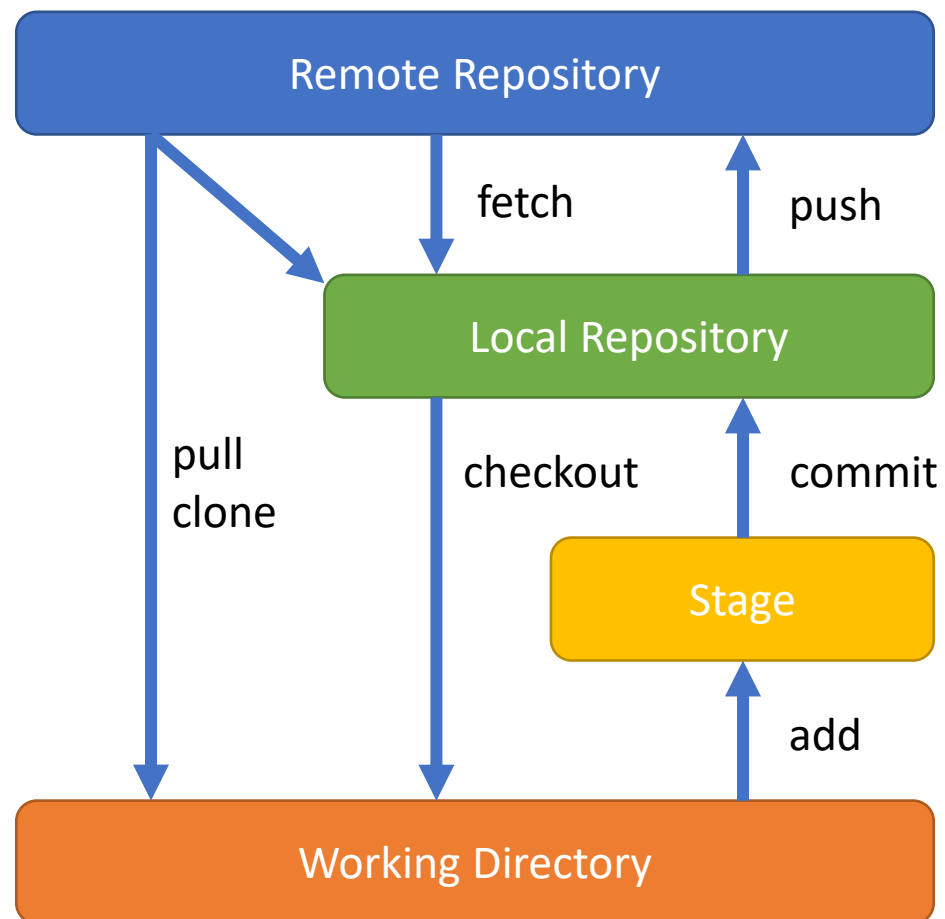 Remote Repository
fetch
push
Local Repository
pull
clone
checkout
commit
Stage
add
Working Directory